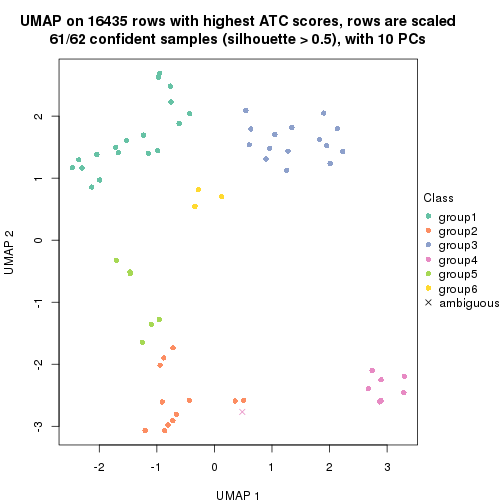 UMAP on 16435 rows with highest ATC scores, rows are scaled
61/62 confident samples (silhouette > 0.5), with 10 PCs
2
1
0
-1
-2
-3
UMAP 2
-2
-1
0
1
2
3
UMAP 1
Class
group1
group2
group3
group4
group5
group6
ambiguous